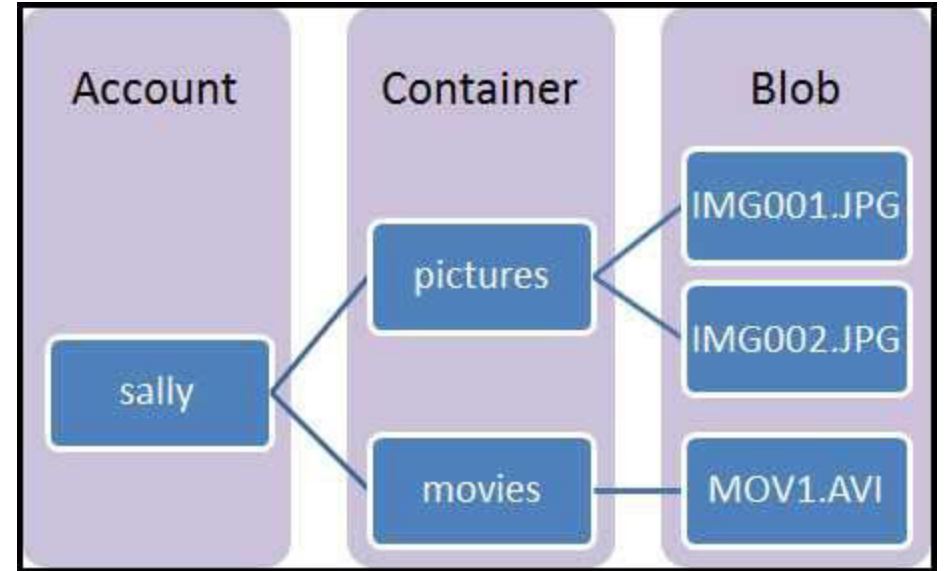 Account
Container
Blob
sally
pictures
movies
IMG001.JPG
IMG002.JPG
MOV1.AVI